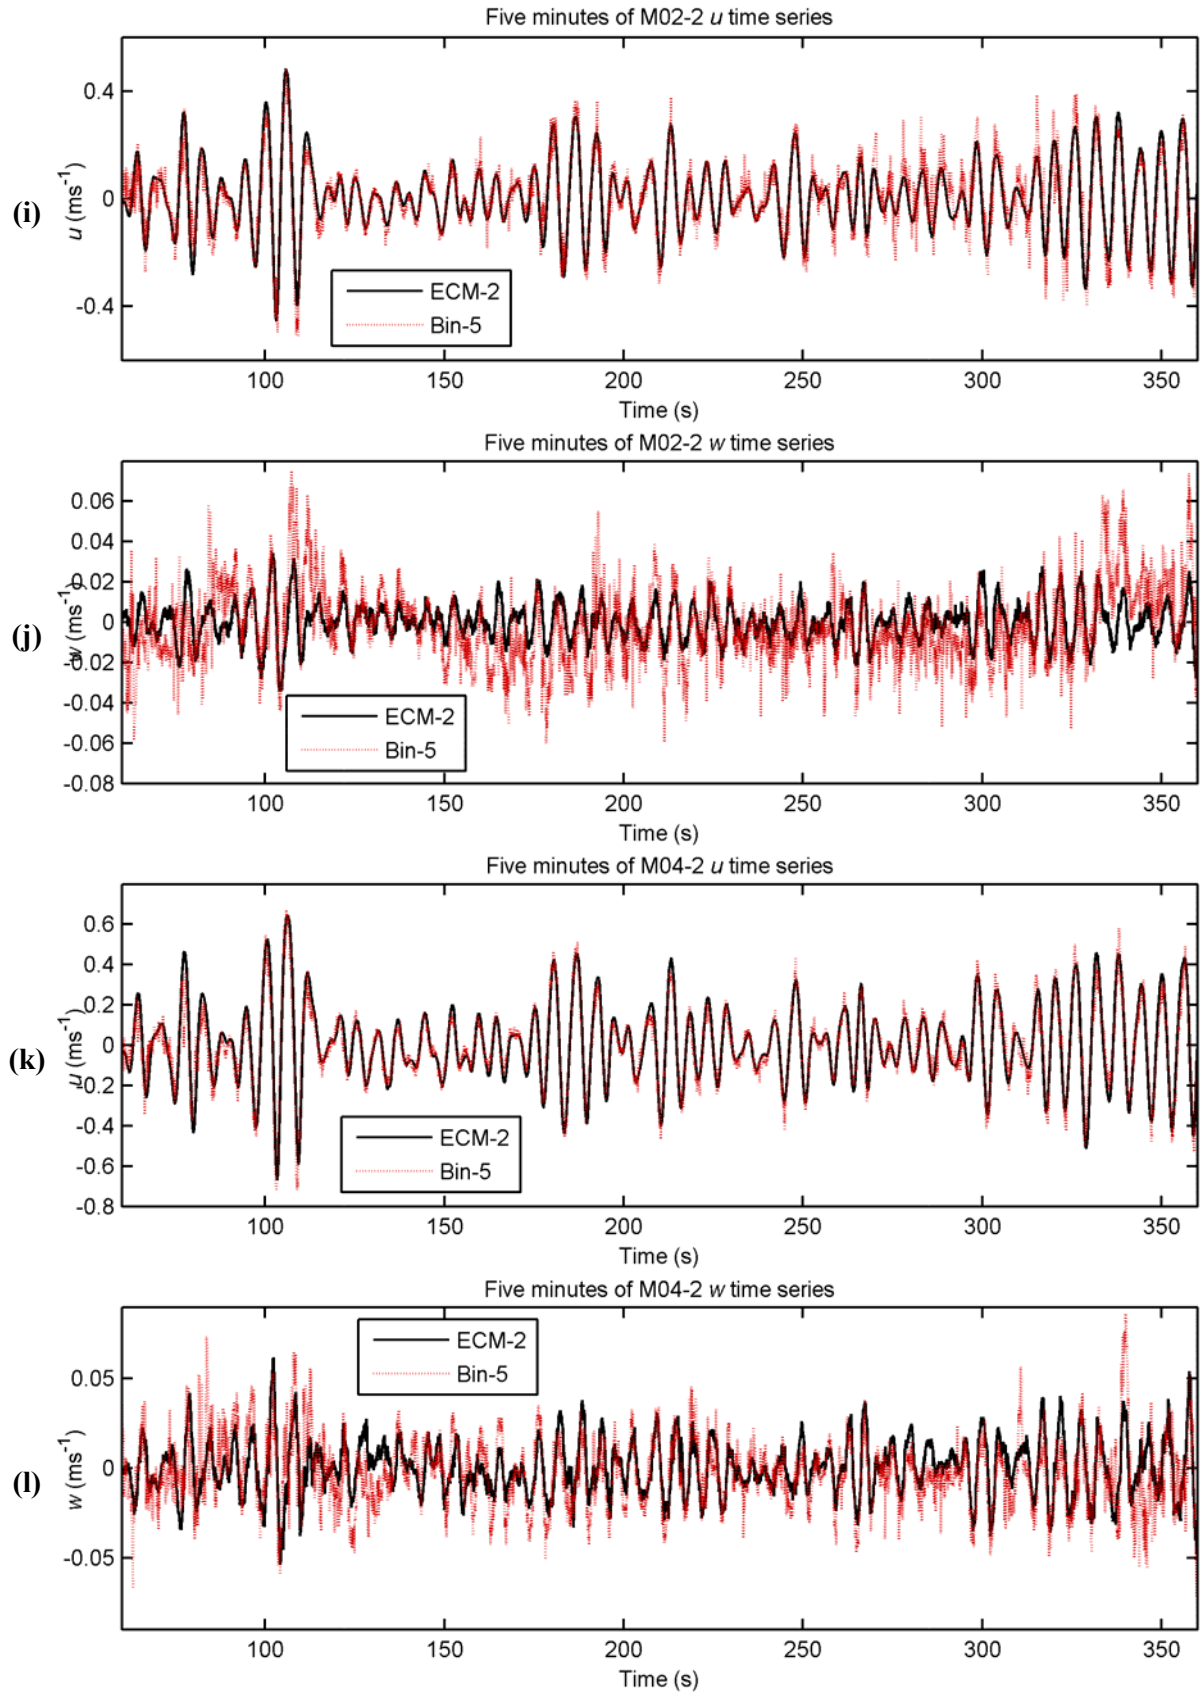 Five minutes of M02-2 u time series
0.4
0
-0.4
u (ms⁻¹)
(i)
ECM-2
Bin-5
100 150 200 250 300 350
Time (s)
Five minutes of M02-2 w time series
0.06
0.04
0.02
0
-0.02
-0.04
-0.06
-0.08
w (ms⁻¹)
(j)
ECM-2
Bin-5
100 150 200 250 300 350
Time (s)
Five minutes of M04-2 u time series
0.6
0.4
0.2
0
-0.2
-0.4
-0.6
-0.8
u (ms⁻¹)
(k)
ECM-2
Bin-5
100 150 200 250 300 350
Time (s)
Five minutes of M04-2 w time series
0.05
0
-0.05
w (ms⁻¹)
(l)
ECM-2
Bin-5
100 150 200 250 300 350
Time (s)